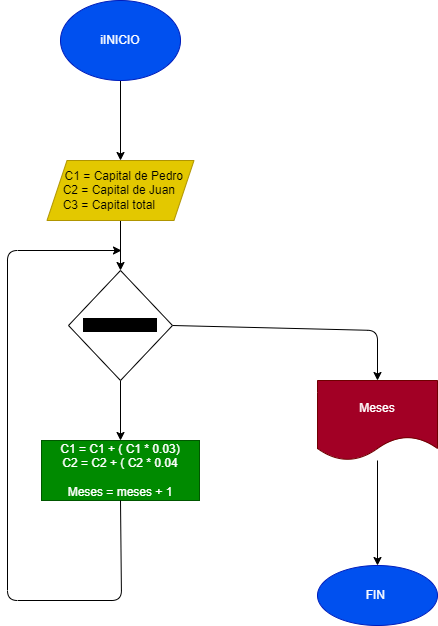 iINICIO
C1 = Capital de Pedro
C2 = Capital de Juan
C3 = Capital total
C1 = C1 + ( C1 * 0.03)
C2 = C2 + ( C2 * 0.04
Meses = meses + 1
Meses
FIN